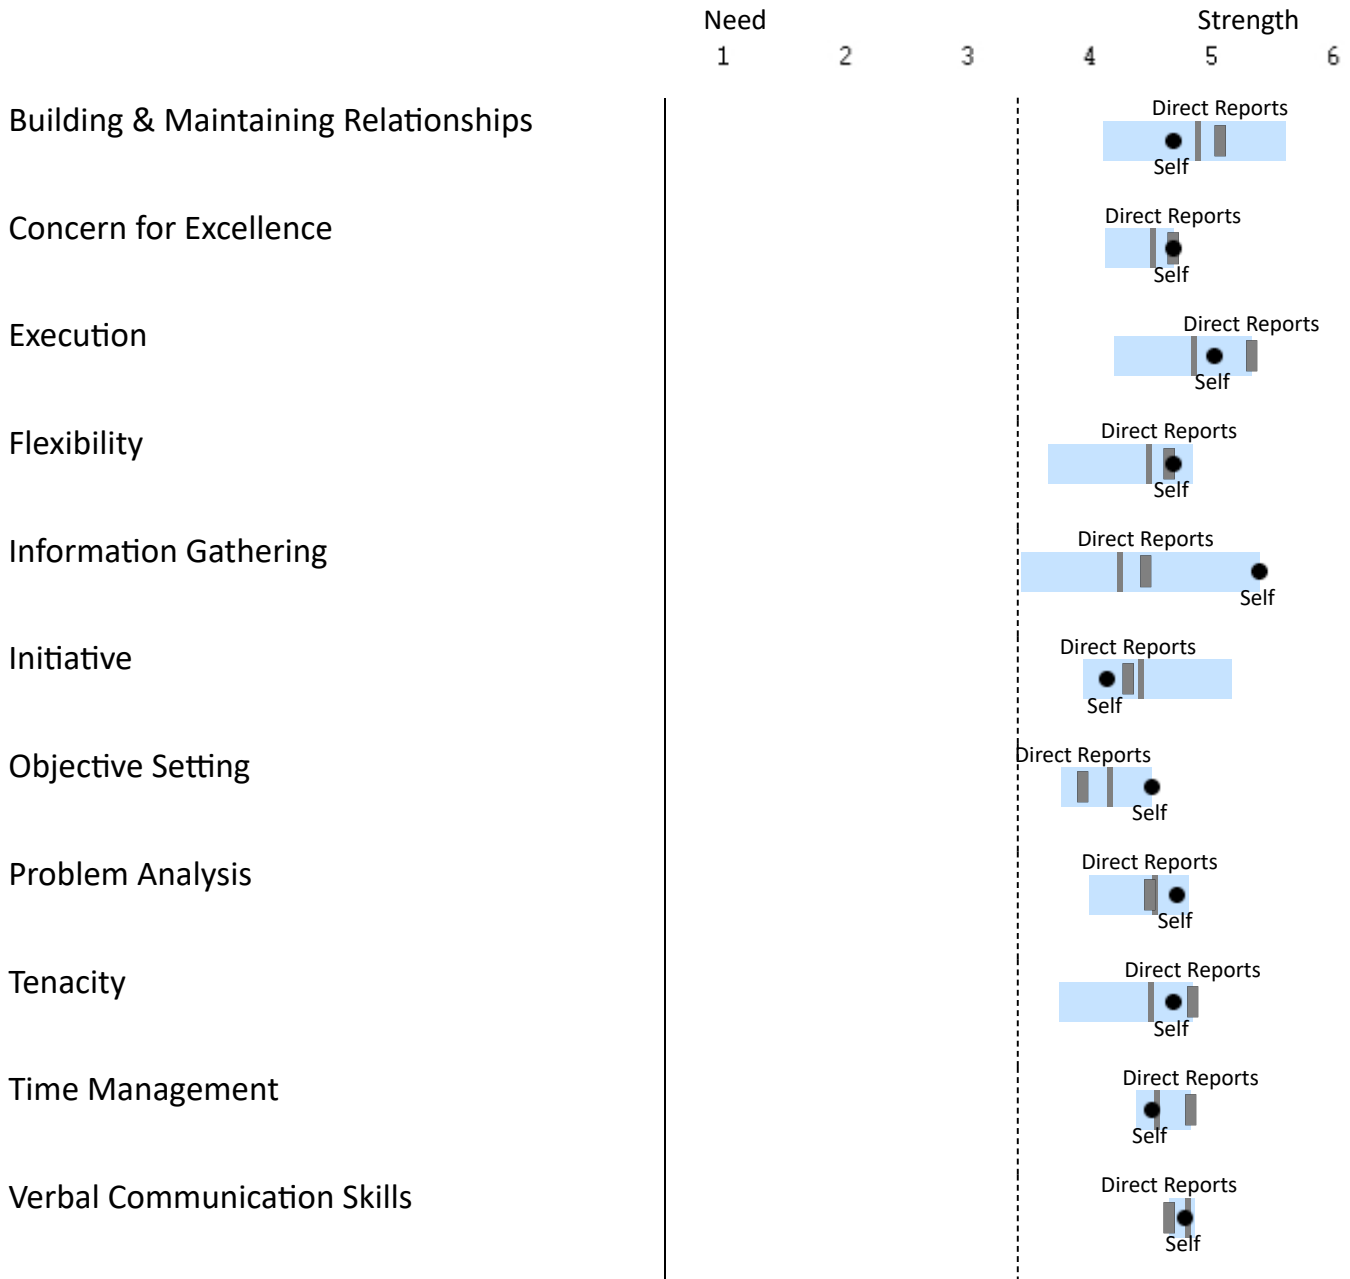 Need Strength
1 2 3 4 5 6
Building & Maintaining Relationships
Direct Reports
Self
Concern for Excellence
Direct Reports
Self
Execution
Direct Reports
Self
Flexibility
Direct Reports
Self
Information Gathering
Direct Reports
Self
Initiative
Direct Reports
Self
Objective Setting
Direct Reports
Self
Problem Analysis
Direct Reports
Self
Tenacity
Direct Reports
Self
Time Management
Direct Reports
Self
Verbal Communication Skills
Direct Reports
Self